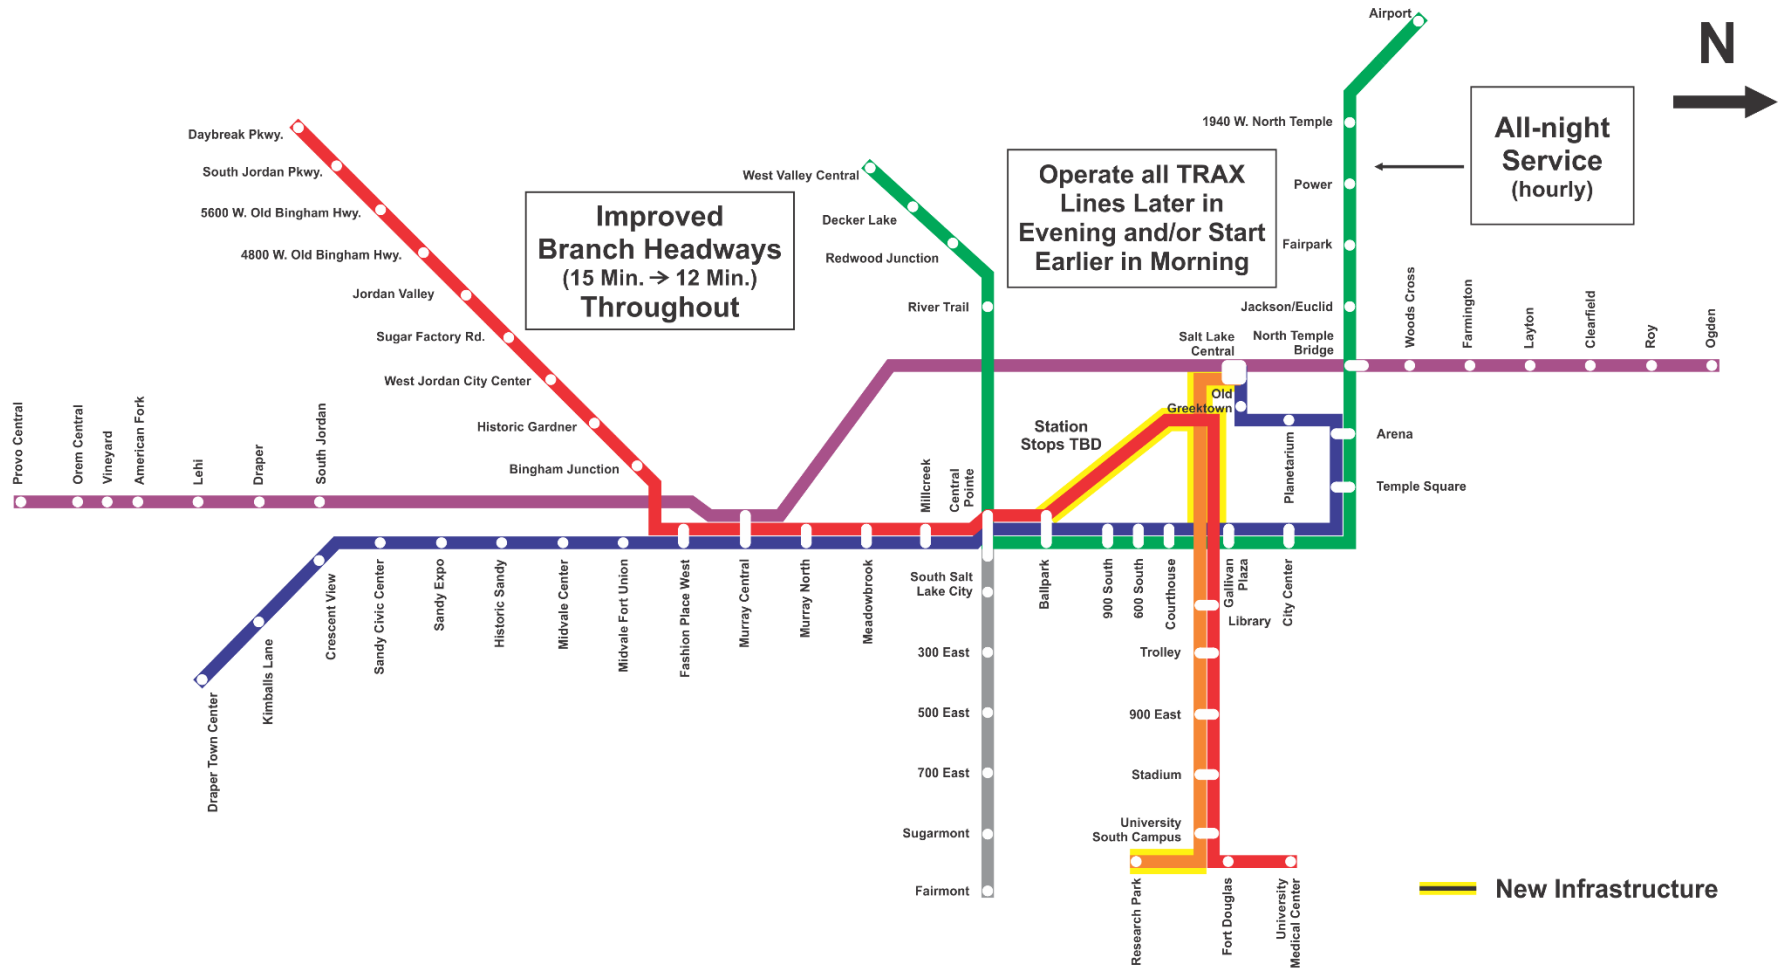 Airport
N
1940 W. North Temple
All-night
Service
(hourly)
Power
Fairpark
Jackson/Euclid
North Temple
Bridge
Daybreak Pkwy.
South Jordan Pkwy.
5600 W. Old Bingham Hwy.
4800 W. Old Bingham Hwy.
Jordan Valley
Sugar Factory Rd.
West Jordan City Center
Historic Gardner
Bingham Junction
Improved
Branch Headways
(15 Min. → 12 Min.)
Throughout
West Valley Central
Decker Lake
Redwood Junction
River Trail
Operate all TRAX
Lines Later in
Evening and/or Start
Earlier in Morning
Salt Lake
Central
Old
Greektown
Woods Cross
Farmington
Layton
Clearfield
Roy
Ogden
Station
Stops TBD
Planetarium
Arena
Temple Square
Provo Central
Orem Central
Vineyard
American Fork
Lehi
Draper
South Jordan
Millcreek
Central
Pointe
Draper Town Center
Kimballs Lane
Crescent View
Sandy Civic Center
Sandy Expo
Historic Sandy
Midvale Center
Midvale Fort Union
Fashion Place West
Murray Central
Murray North
Meadowbrook
South Salt
Lake City
300 East
500 East
700 East
Sugarmont
Fairmont
Ballpark
900 South
600 South
Courthouse
Gallivan
Plaza
City Center
Library
Trolley
900 East
Stadium
University
South Campus
Research Park
Fort Douglas
University
Medical Center
New Infrastructure